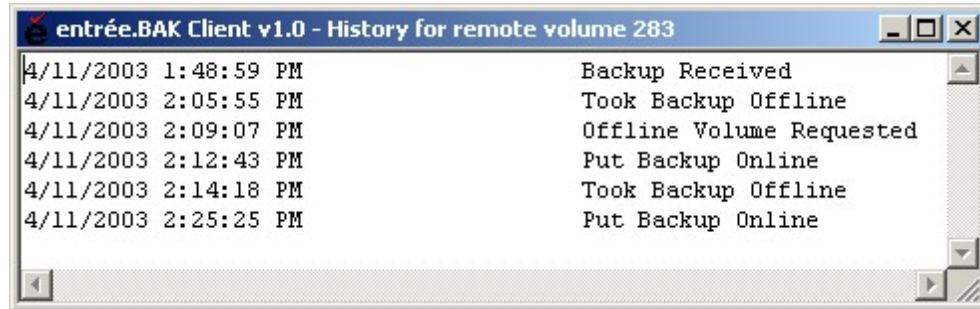 entrée.BAK Client v1.0 - History for remote volume 283
4/11/2003 1:48:59 PM Backup Received
4/11/2003 2:05:55 PM Took Backup Offline
4/11/2003 2:09:07 PM Offline Volume Requested
4/11/2003 2:12:43 PM Put Backup Online
4/11/2003 2:14:18 PM Took Backup Offline
4/11/2003 2:25:25 PM Put Backup Online